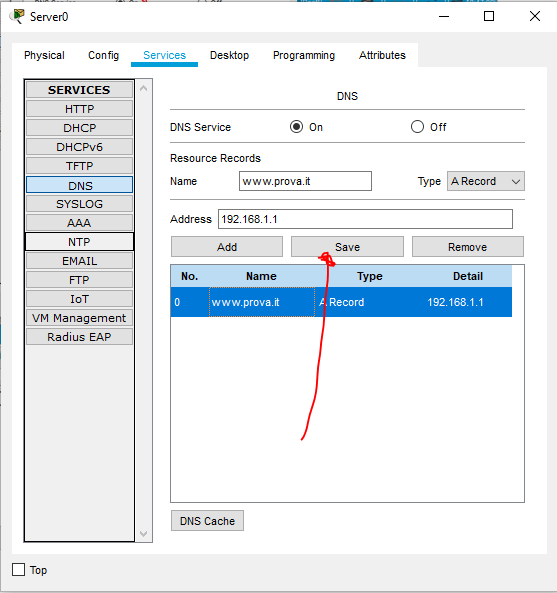 Server0
Physical Config Services Desktop Programming Attributes
SERVICES
HTTP
DHCP
DHCPv6
TFTP
DNS
SYSLOG
AAA
NTP
EMAIL
FTP
IoT
VM Management
Radius EAP
DNS
DNS Service On Off
Resource Records
Name www.prova.it Type A Record
Address 192.168.1.1
Add Save Remove
No. Name Type Detail
0 www.prova.it A Record 192.168.1.1
DNS Cache
Top